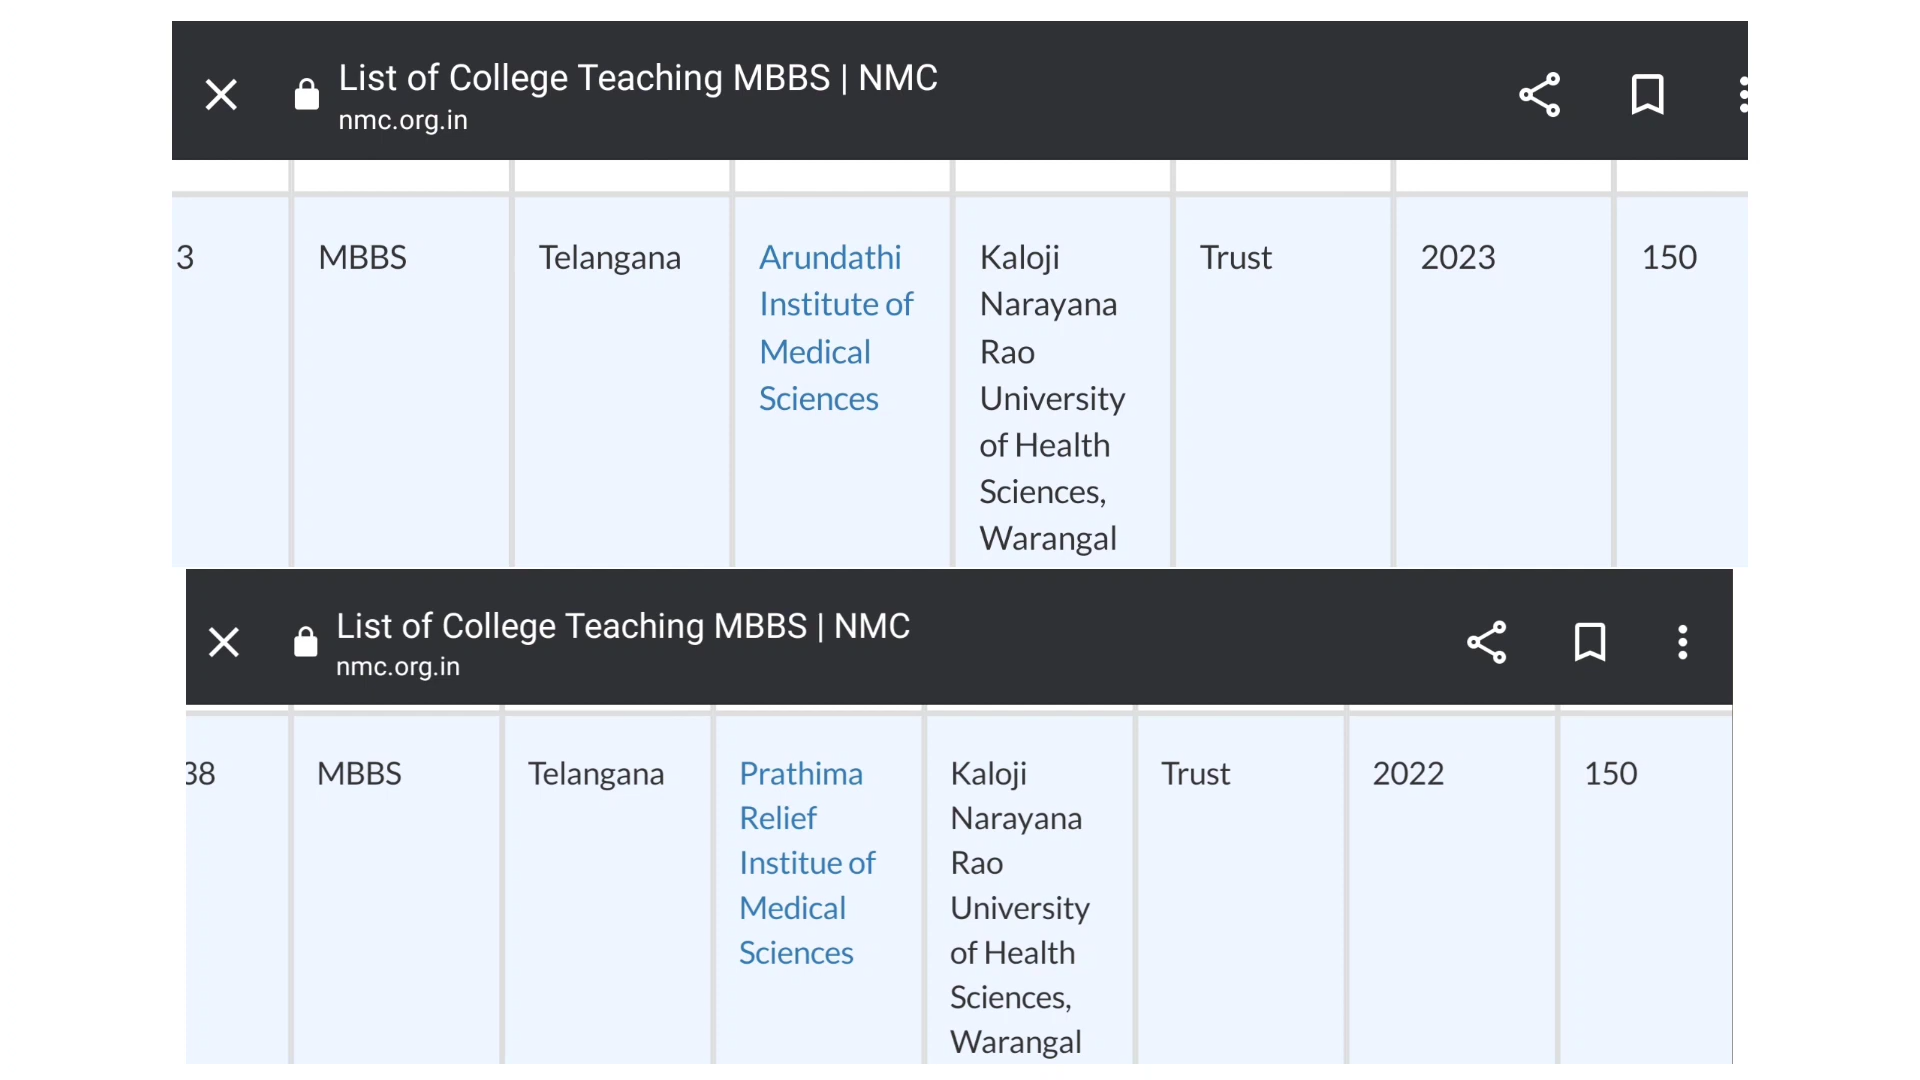 List of College Teaching MBBS | NMC
nmc.org.in
3 MBBS Telangana Arundathi Kaloji Trust 2023 150
Institute of Narayana
Medical Rao
Sciences University
of Health
Sciences,
Warangal
List of College Teaching MBBS | NMC
nmc.org.in
38 MBBS Telangana Prathima Kaloji Trust 2022 150
Relief Narayana
Institue of Rao
Medical University
Sciences of Health
Sciences,
Warangal